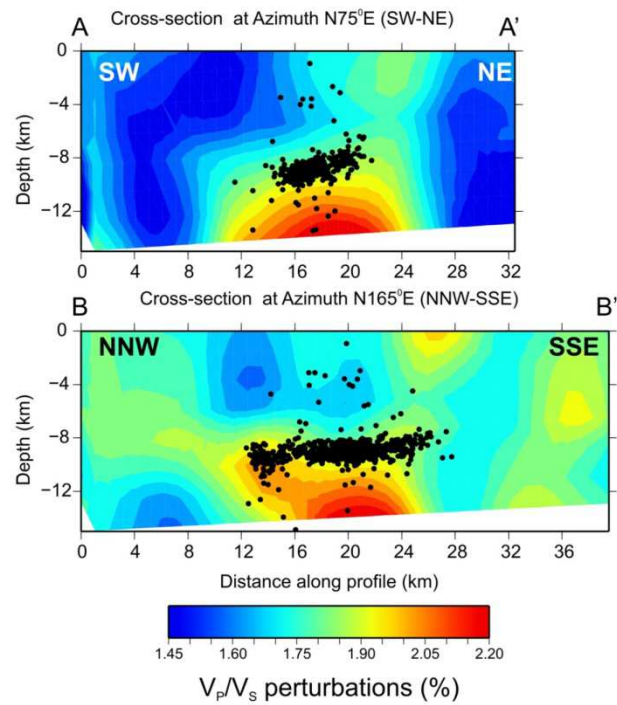 A Cross-section at Azimuth N75⁰E (SW-NE) A'
SW NE
Depth (km)
0
−4
−8
−12
0 4 8 12 16 20 24 28 32
B Cross-section at Azimuth N165⁰E (NNW-SSE) B'
NNW SSE
Depth (km)
0
−4
−8
−12
0 4 8 12 16 20 24 28 32 36
Distance along profile (km)
1.45 1.60 1.75 1.90 2.05 2.20
Vₚ/Vₛ perturbations (%)